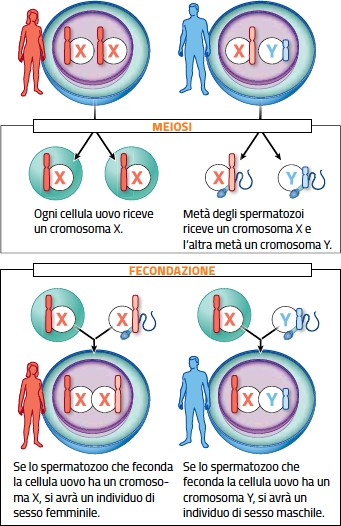 X X
X Y
MEIOSI
X X
X Y
Ogni cellula uovo riceve
un cromosoma X.
Metà degli spermatozoi
riceve un cromosoma X e
l'altra metà un cromosoma Y.
FECONDAZIONE
X X
X Y
X X
X Y
Se lo spermatozoo che feconda
la cellula uovo ha un cromoso-
ma X, si avrà un individuo di
sesso femminile.
Se lo spermatozoo che
feconda la cellula uovo ha un
cromosoma Y, si avrà un
individuo di sesso maschile.